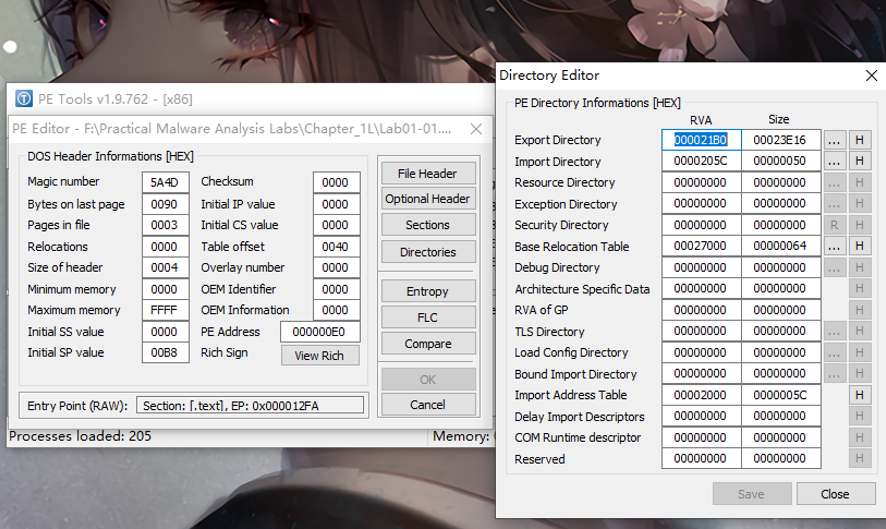 PE Tools v1.9.762 - [x86]
PE Editor - F:\Practical Malware Analysis Labs\Chapter_1L\Lab01-01....
DOS Header Informations [HEX]
Magic number 5A4D Checksum 0000
Bytes on last page 0090 Initial IP value 0000
Pages in file 0003 Initial CS value 0000
Relocations 0000 Table offset 0040
Size of header 0004 Overlay number 0000
Minimum memory 0000 OEM Identifier 0000
Maximum memory FFFF OEM Information 0000
Initial SS value 0000 PE Address 000000E0
Initial SP value 00B8 Rich Sign View Rich
Entry Point (RAW): Section: [.text], EP: 0x000012FA
File Header
Optional Header
Sections
Directories
Entropy
FLC
Compare
OK
Cancel
Processes loaded: 205 Memory:
Directory Editor
PE Directory Informations [HEX]
RVA Size
Export Directory 000021B0 00023E16 ... H
Import Directory 0000205C 00000050 ... H
Resource Directory 00000000 00000000 ... H
Exception Directory 00000000 00000000 ... H
Security Directory 00000000 00000000 R H
Base Relocation Table 00027000 00000064 ... H
Debug Directory 00000000 00000000 ... H
Architecture Specific Data 00000000 00000000 H
RVA of GP 00000000 00000000 H
TLS Directory 00000000 00000000 ... H
Load Config Directory 00000000 00000000 ... H
Bound Import Directory 00000000 00000000 ... H
Import Address Table 00002000 0000005C H
Delay Import Descriptors 00000000 00000000 H
COM Runtime descriptor 00000000 00000000 H
Reserved 00000000 00000000 H
Save Close